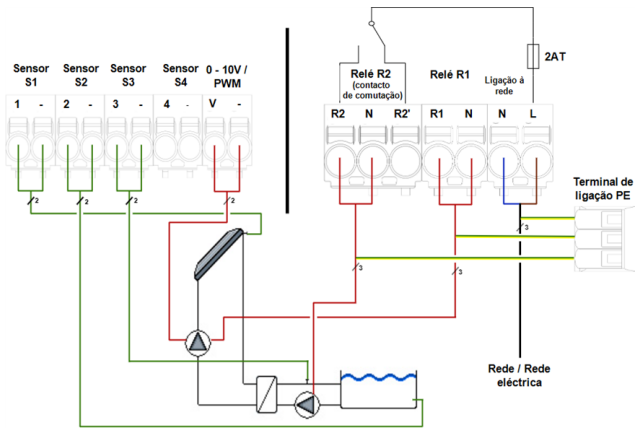 Sensor S1
Sensor S2
Sensor S3
Sensor S4
0 - 10V / PWM
1 - 2 - 3 - 4 - V -
2
2
2
2
Relé R2
(contacto
de comutação)
Relé R1
Ligação à
rede
2AT
R2 N R2' R1 N N L
Terminal de
ligação PE
3
3
3
Rede / Rede
eléctrica